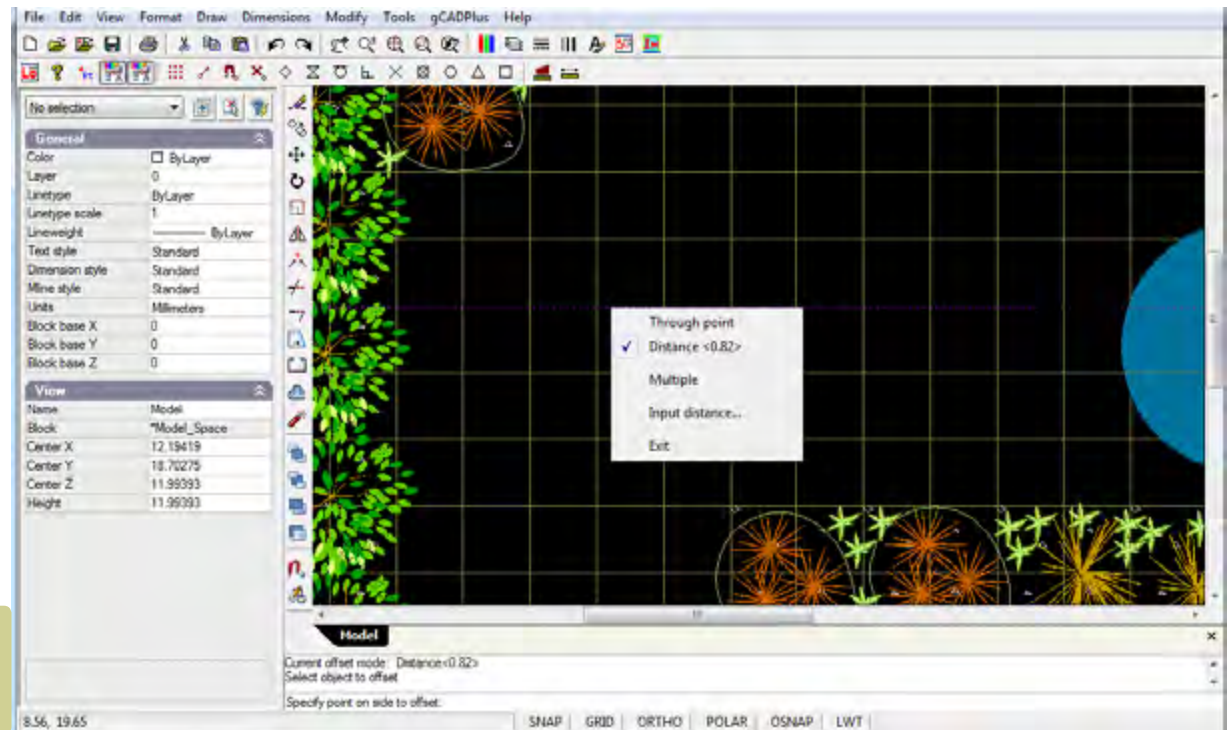 File Edit View Format Draw Dimensions Modify Tools gCADPlus Help
No selection
General
Color ByLayer
Layer 0
Linetype ByLayer
Linetype scale 1
Lineweight ByLayer
Text style Standard
Dimension style Standard
Mline style Standard
Units Millimeters
Block base X 0
Block base Y 0
Block base Z 0
View
Name Model
Block *Model_Space
Center X 12.19419
Center Y 18.70275
Center Z 11.99393
Height 11.99393
Through point
✓ Distance <0.82>
Multiple
Input distance...
Exit
Model
Current offset mode: Distance<0.82>
Select object to offset
Specify point on side to offset:
8.56, 19.65 SNAP GRID ORTHO POLAR OSNAP LWT